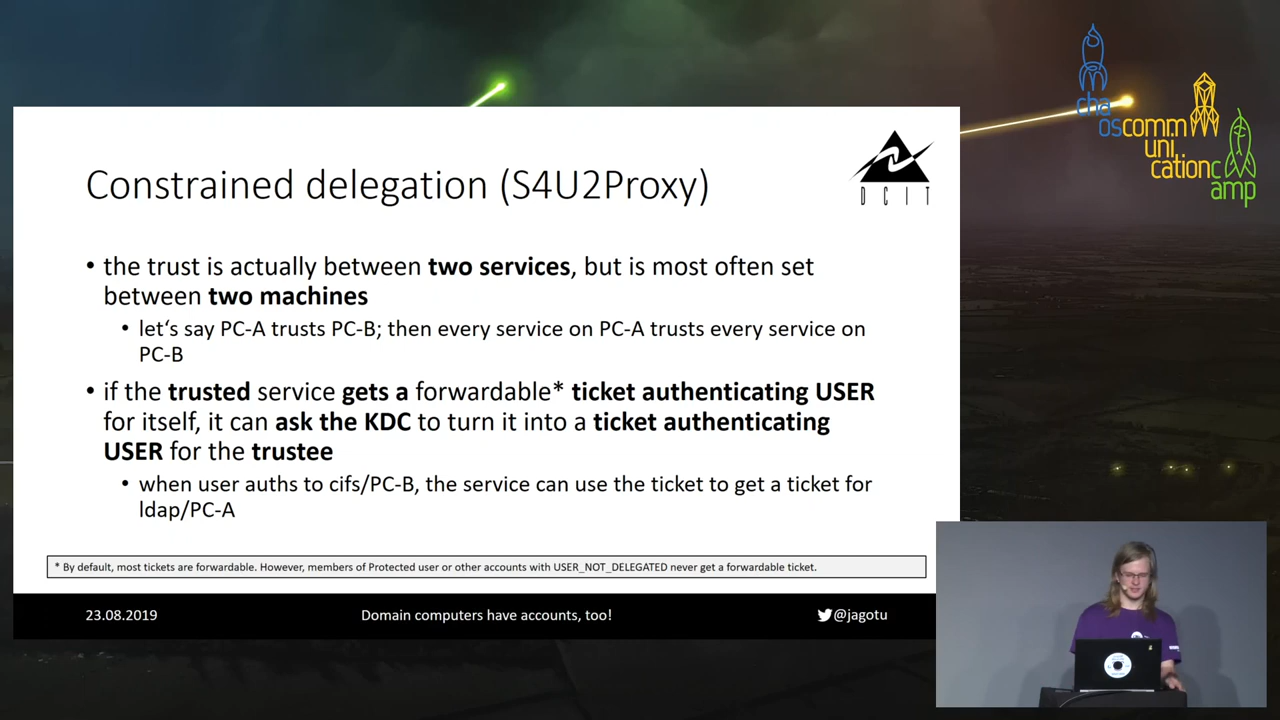 chaoscommunicationcamp
Constrained delegation (S4U2Proxy)
DCIT
• the trust is actually between two services, but is most often set
between two machines
• let‘s say PC-A trusts PC-B; then every service on PC-A trusts every service on
PC-B
• if the trusted service gets a forwardable* ticket authenticating USER
for itself, it can ask the KDC to turn it into a ticket authenticating
USER for the trustee
• when user auths to cifs/PC-B, the service can use the ticket to get a ticket for
ldap/PC-A
* By default, most tickets are forwardable. However, members of Protected user or other accounts with USER_NOT_DELEGATED never get a forwardable ticket.
23.08.2019
Domain computers have accounts, too!
@jagotu